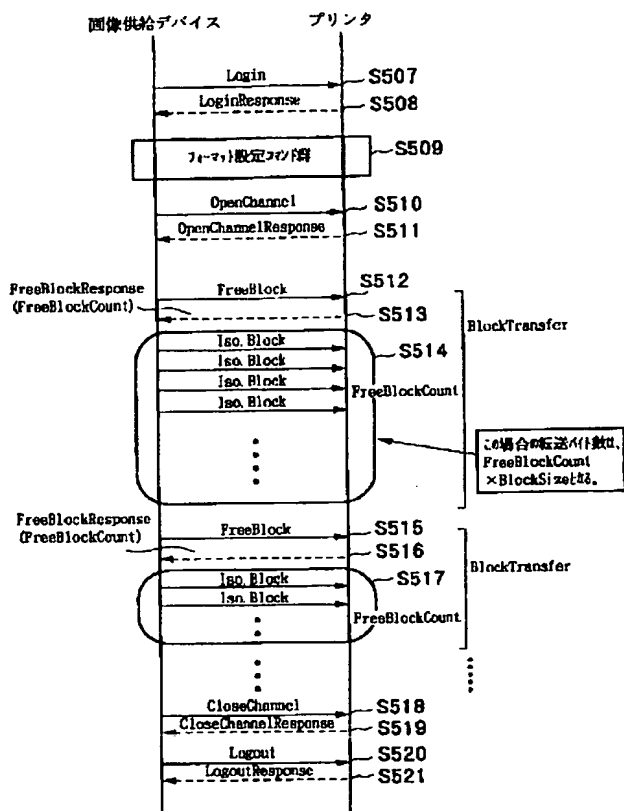 画像供給デバイス
プリンタ
Login
S507
LoginResponse
S508
フォーマット設定コマンド群
S509
OpenChannel
S510
OpenChannelResponse
S511
S512
FreeBlockResponse
(FreeBlockCount)
FreeBlock
S513
BlockTransfer
Iso.Block
S514
Iso.Block
Iso.Block
FreeBlockCount
Iso.Block
この場合の転送バイト数は、
FreeBlockCount
×BlockSizeとなる。
FreeBlockResponse
(FreeBlockCount)
FreeBlock
S515
S516
BlockTransfer
Iso.Block
S517
Iso.Block
FreeBlockCount
CloseChannel
S518
CloseChannelResponse
S519
Logout
S520
LogoutResponse
S521